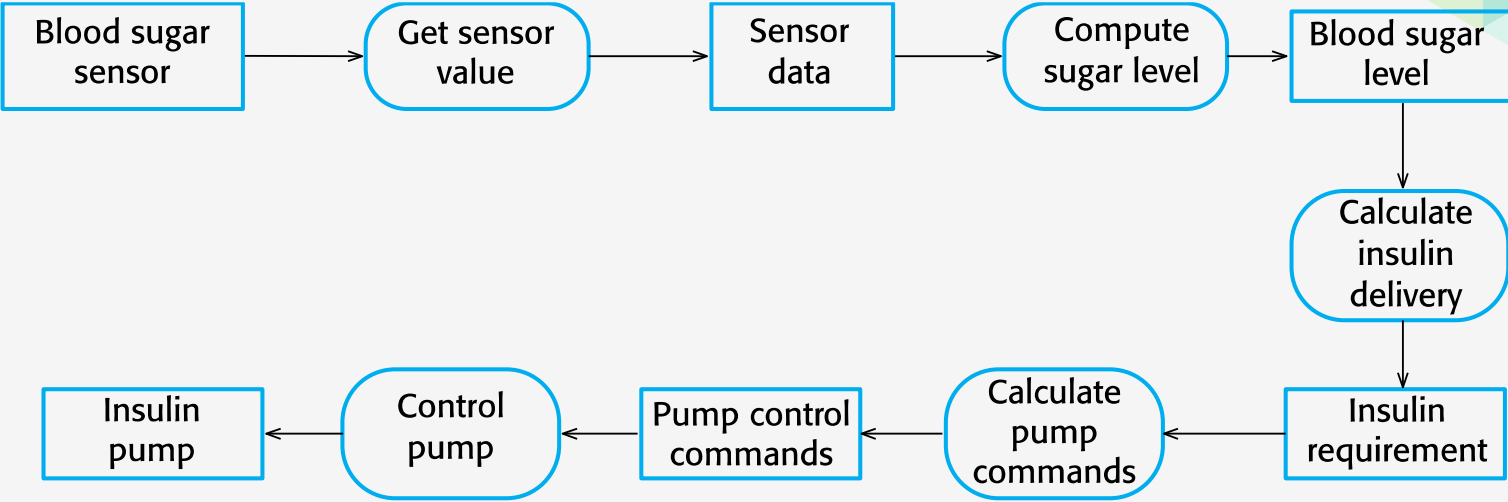 Blood sugar
sensor
Get sensor
value
Sensor
data
Compute
sugar level
Blood sugar
level
Calculate
insulin
delivery
Insulin
requirement
Calculate
pump
commands
Pump control
commands
Control
pump
Insulin
pump